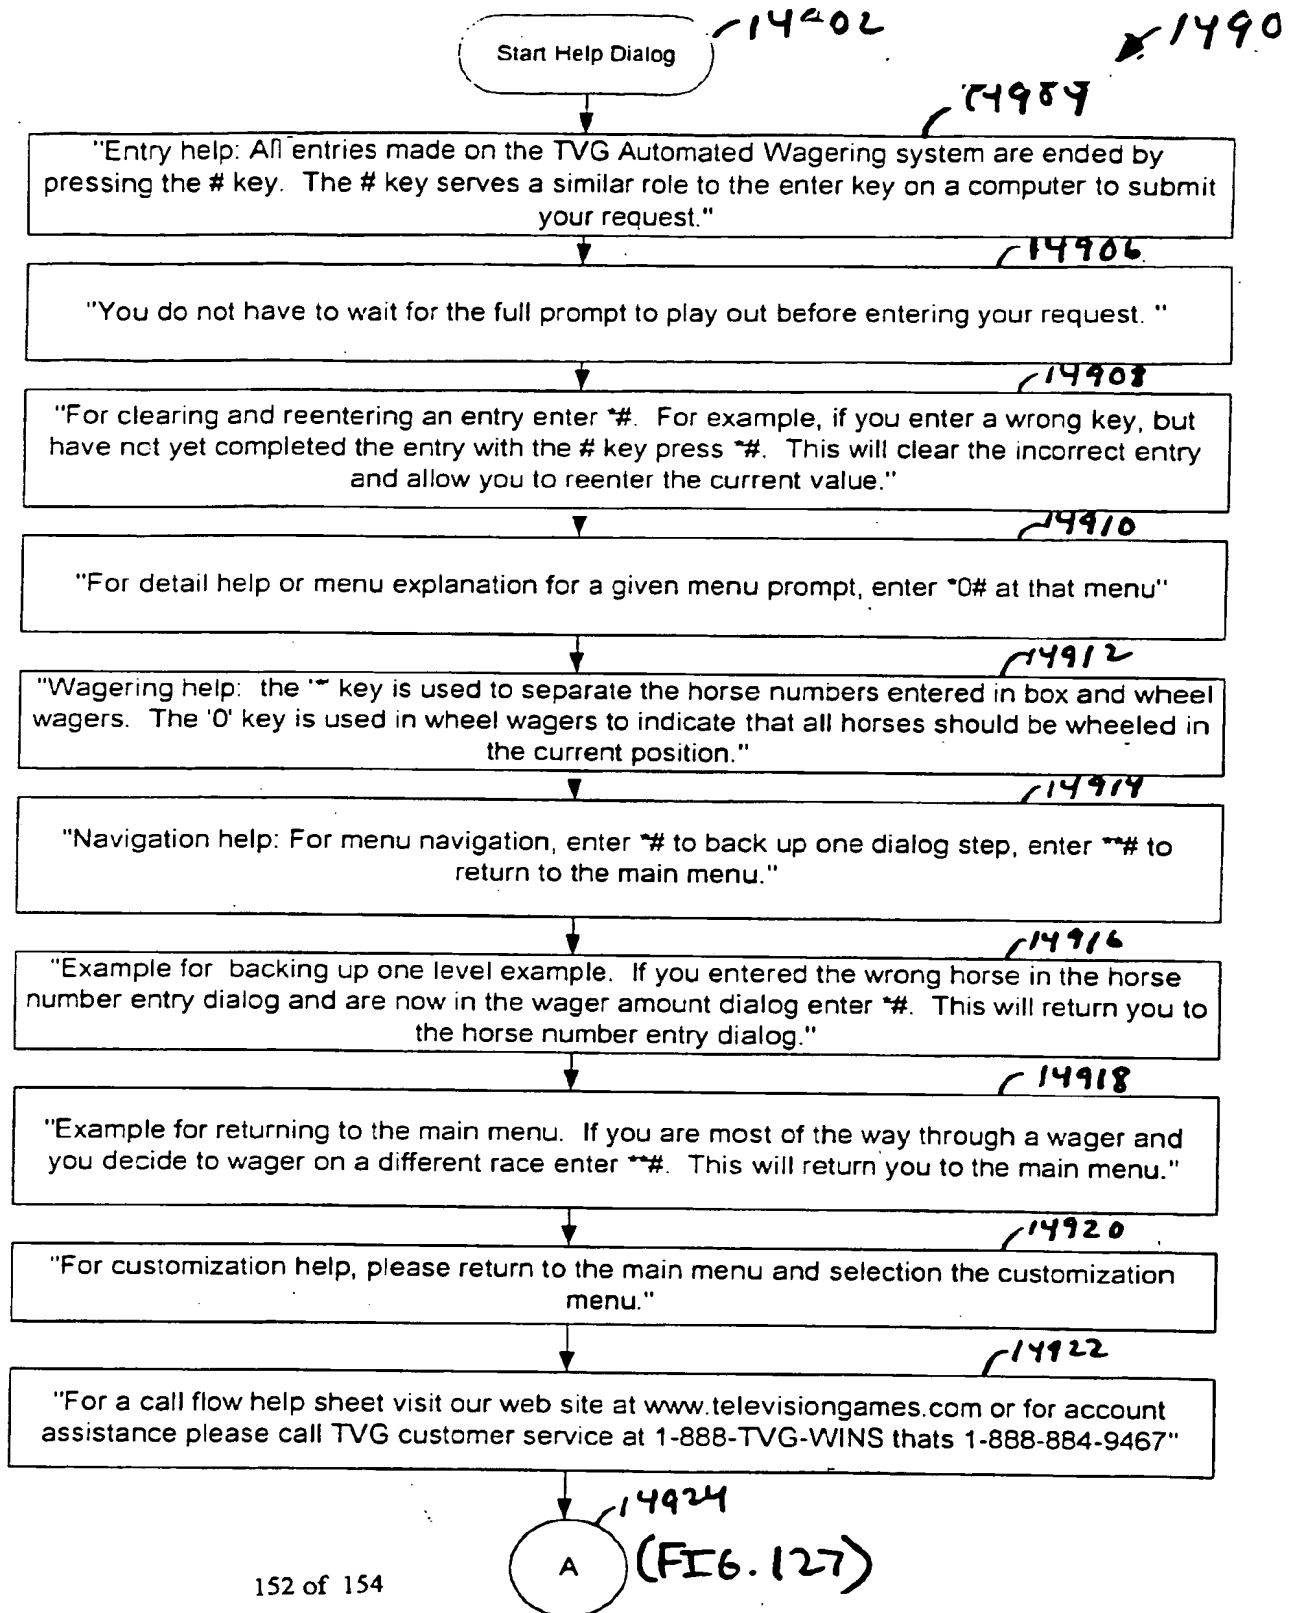 14902
1490
Start Help Dialog
14904
"Entry help: All entries made on the TVG Automated Wagering system are ended by
pressing the # key. The # key serves a similar role to the enter key on a computer to submit
your request."
14906
"You do not have to wait for the full prompt to play out before entering your request. "
14908
"For clearing and reentering an entry enter *#. For example, if you enter a wrong key, but
have not yet completed the entry with the # key press *#. This will clear the incorrect entry
and allow you to reenter the current value."
14910
"For detail help or menu explanation for a given menu prompt, enter *0# at that menu"
14912
"Wagering help: the '*' key is used to separate the horse numbers entered in box and wheel
wagers. The '0' key is used in wheel wagers to indicate that all horses should be wheeled in
the current position."
14914
"Navigation help: For menu navigation, enter *# to back up one dialog step, enter **# to
return to the main menu."
14916
"Example for backing up one level example. If you entered the wrong horse in the horse
number entry dialog and are now in the wager amount dialog enter *#. This will return you to
the horse number entry dialog."
14918
"Example for returning to the main menu. If you are most of the way through a wager and
you decide to wager on a different race enter **#. This will return you to the main menu."
14920
"For customization help, please return to the main menu and selection the customization
menu."
14922
"For a call flow help sheet visit our web site at www.televisiongames.com or for account
assistance please call TVG customer service at 1-888-TVG-WINS thats 1-888-884-9467"
14924
A
(FIG. 127)
152 of 154